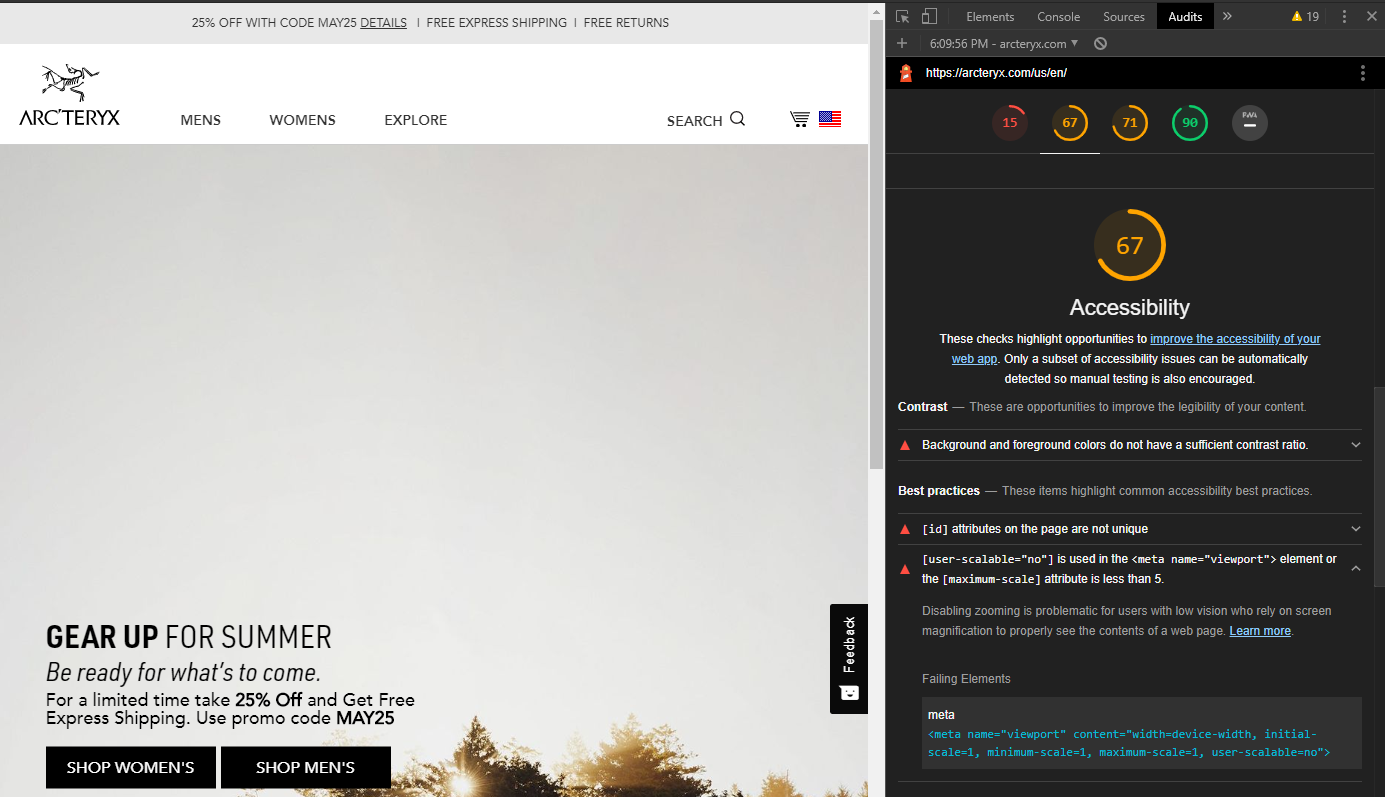 25% OFF WITH CODE MAY25 DETAILS | FREE EXPRESS SHIPPING | FREE RETURNS
ARC'TERYX
MENS WOMENS EXPLORE SEARCH
GEAR UP FOR SUMMER
Be ready for what's to come.
For a limited time take 25% Off and Get Free
Express Shipping. Use promo code MAY25
SHOP WOMEN'S SHOP MEN'S
Feedback
Elements Console Sources Audits » 19
6:09:56 PM - arcteryx.com
https://arcteryx.com/us/en/
15 67 71 90 PWA
67
Accessibility
These checks highlight opportunities to improve the accessibility of your
web app. Only a subset of accessibility issues can be automatically
detected so manual testing is also encouraged.
Contrast — These are opportunities to improve the legibility of your content.
Background and foreground colors do not have a sufficient contrast ratio.
Best practices — These items highlight common accessibility best practices.
[id] attributes on the page are not unique
[user-scalable="no"] is used in the <meta name="viewport"> element or
the [maximum-scale] attribute is less than 5.
Disabling zooming is problematic for users with low vision who rely on screen
magnification to properly see the contents of a web page. Learn more.
Failing Elements
meta
<meta name="viewport" content="width=device-width, initial-
scale=1, minimum-scale=1, maximum-scale=1, user-scalable=no">